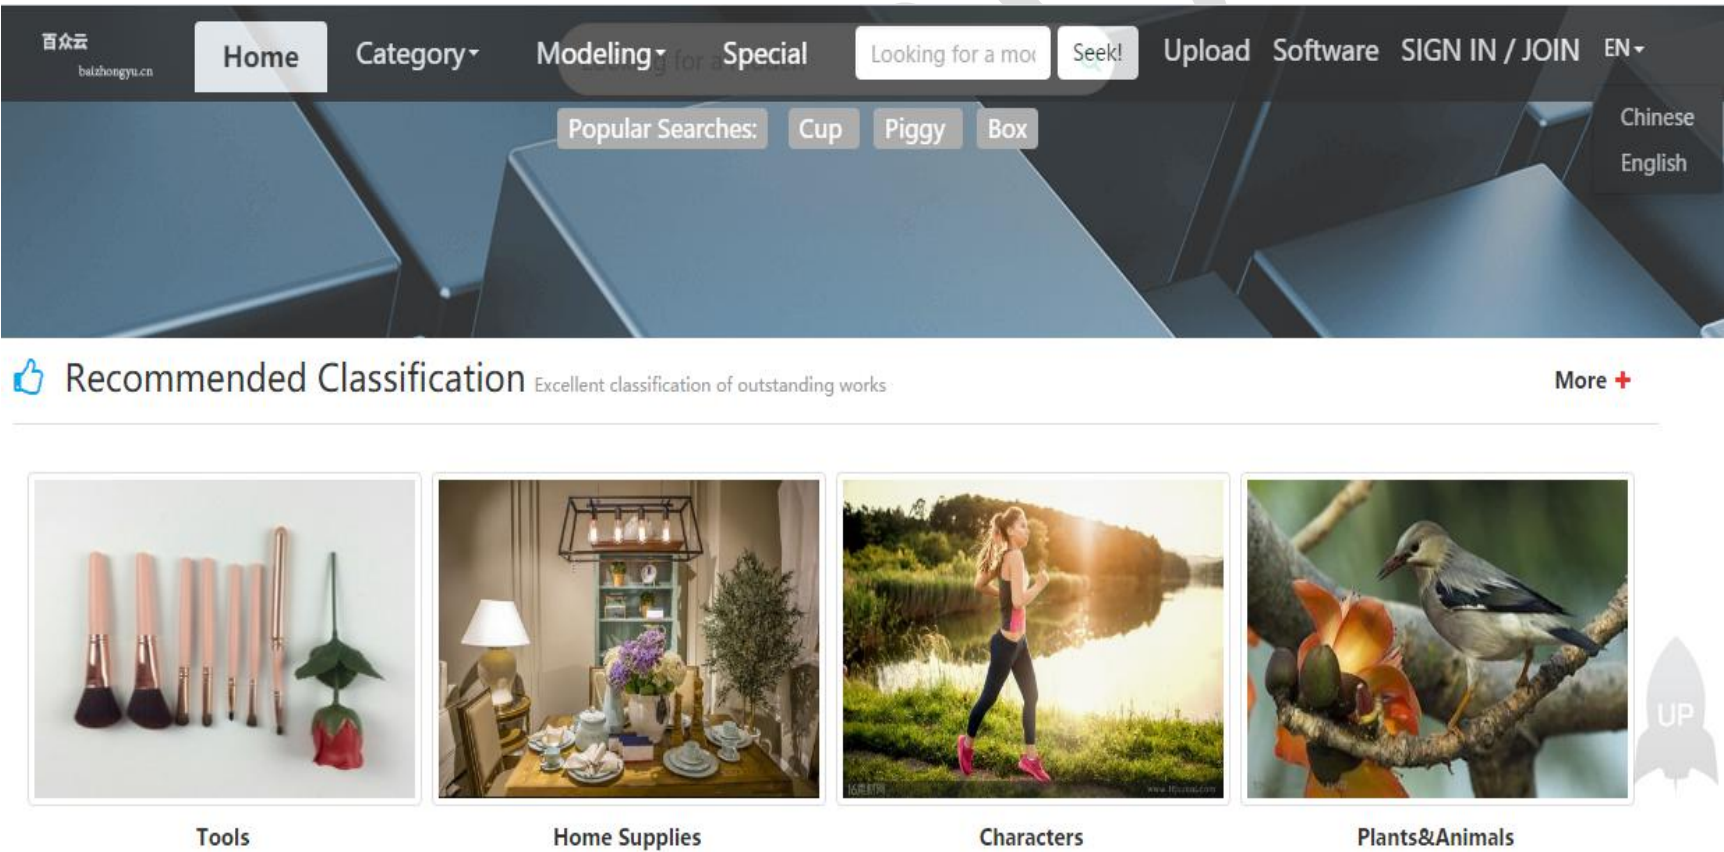 百众云
baizhongyu.cn
Home
Category
Modeling
Special
Looking for a mo
Seek!
Upload
Software
SIGN IN / JOIN
EN
Chinese
English
Popular Searches:
Cup
Piggy
Box
Recommended Classification
Excellent classification of outstanding works
More +
UP
Tools
Home Supplies
Characters
Plants&Animals